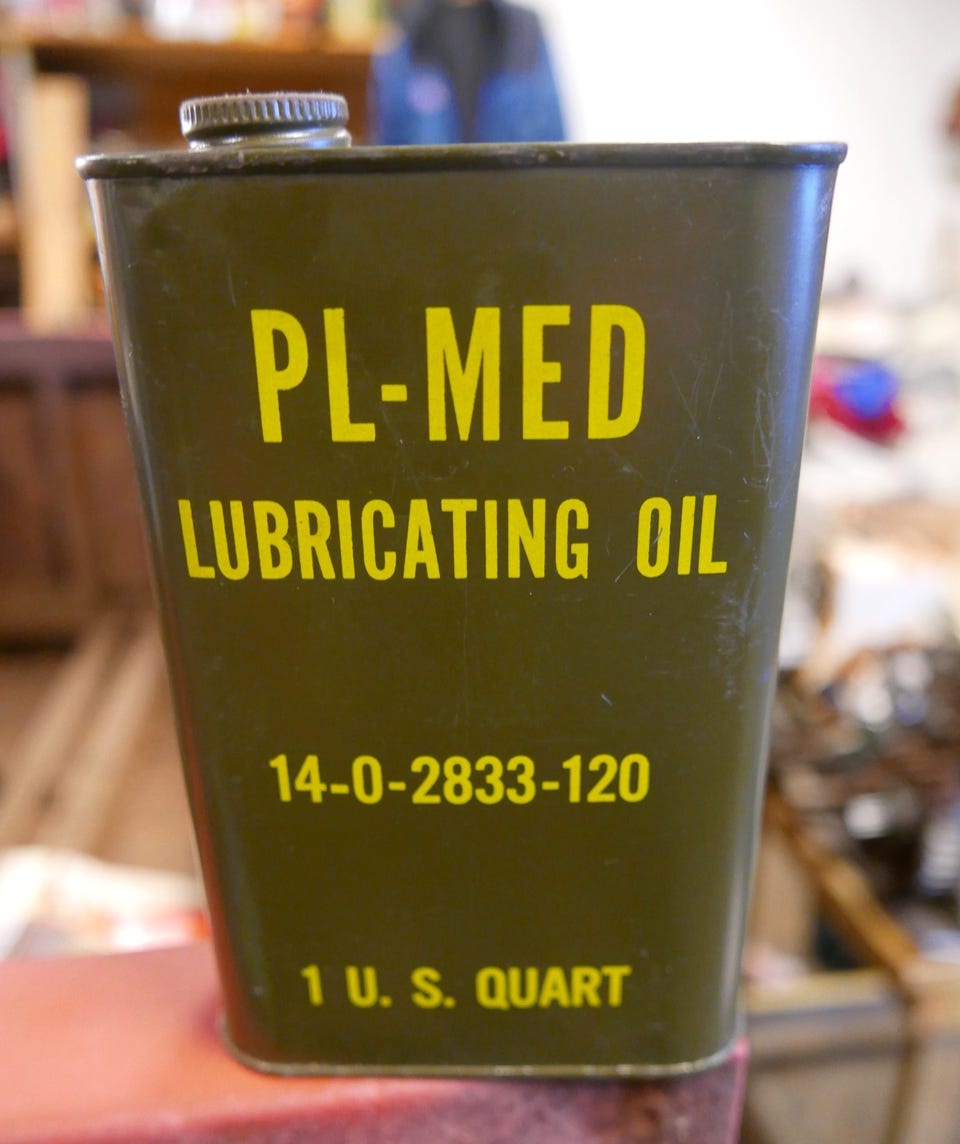 PL-MED
LUBRICATING OIL
14-0-2833-120
1 U. S. QUART